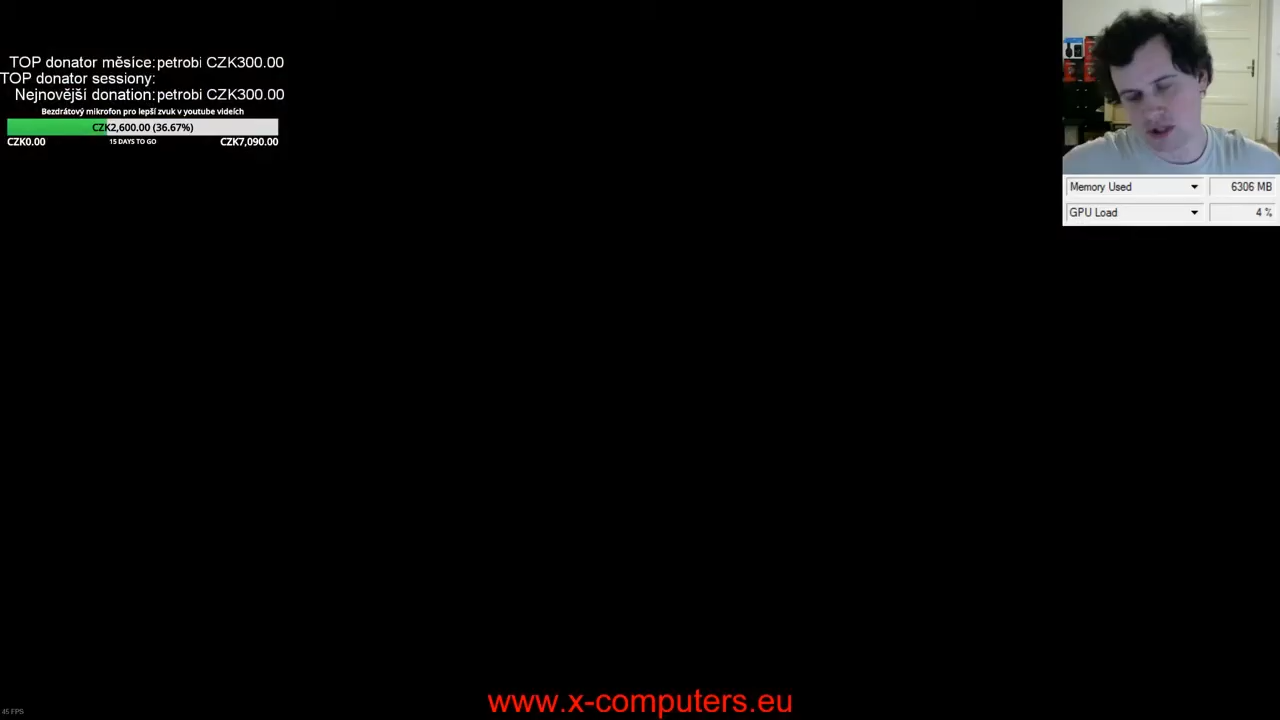 TOP donator měsíce: petrobi CZK300.00
TOP donator sessiony:
Nejnovější donation: petrobi CZK300.00
Bezdrátový mikrofon pro lepší zvuk v youtube videích
CZK2,600.00 (36.67%)
CZK0.00 15 DAYS TO GO CZK7,090.00
Memory Used 6306 MB
GPU Load 4 %
www.x-computers.eu
45 FPS